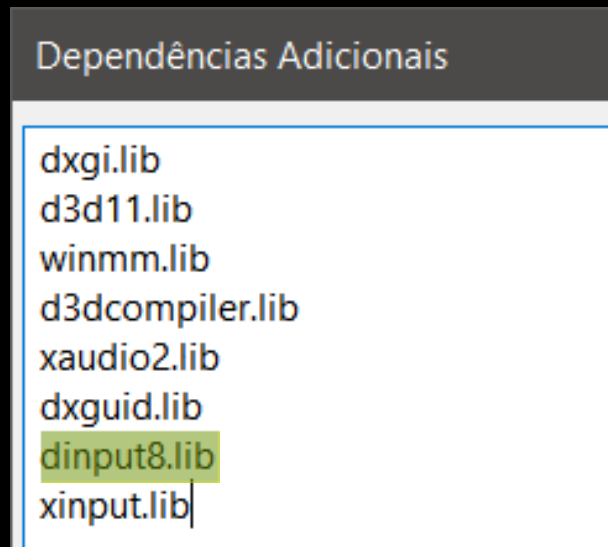 Dependências Adicionais
dxgi.lib
d3d11.lib
winmm.lib
d3dcompiler.lib
xaudio2.lib
dxguid.lib
dinput8.lib
xinput.lib